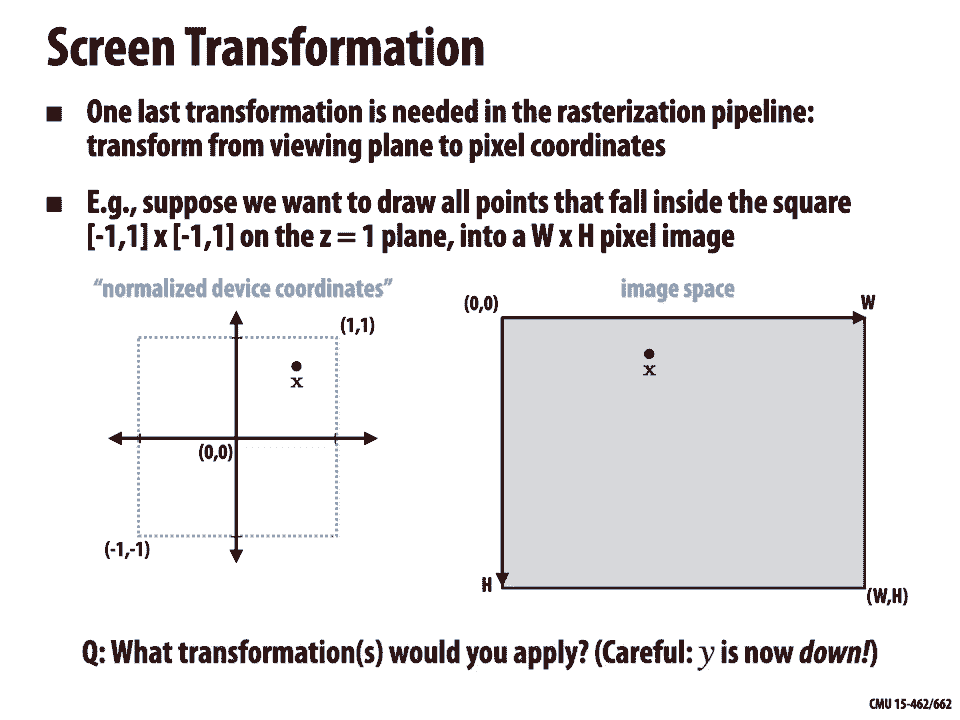 Screen Transformation
■ One last transformation is needed in the rasterization pipeline:
transform from viewing plane to pixel coordinates
■ E.g., suppose we want to draw all points that fall inside the square
[-1,1] x [-1,1] on the z = 1 plane, into a W x H pixel image
“normalized device coordinates”
(1,1)
x
(0,0)
(-1,-1)
image space
(0,0)
W
x
H
(W,H)
Q: What transformation(s) would you apply? (Careful: y is now down!)
CMU 15-462/662